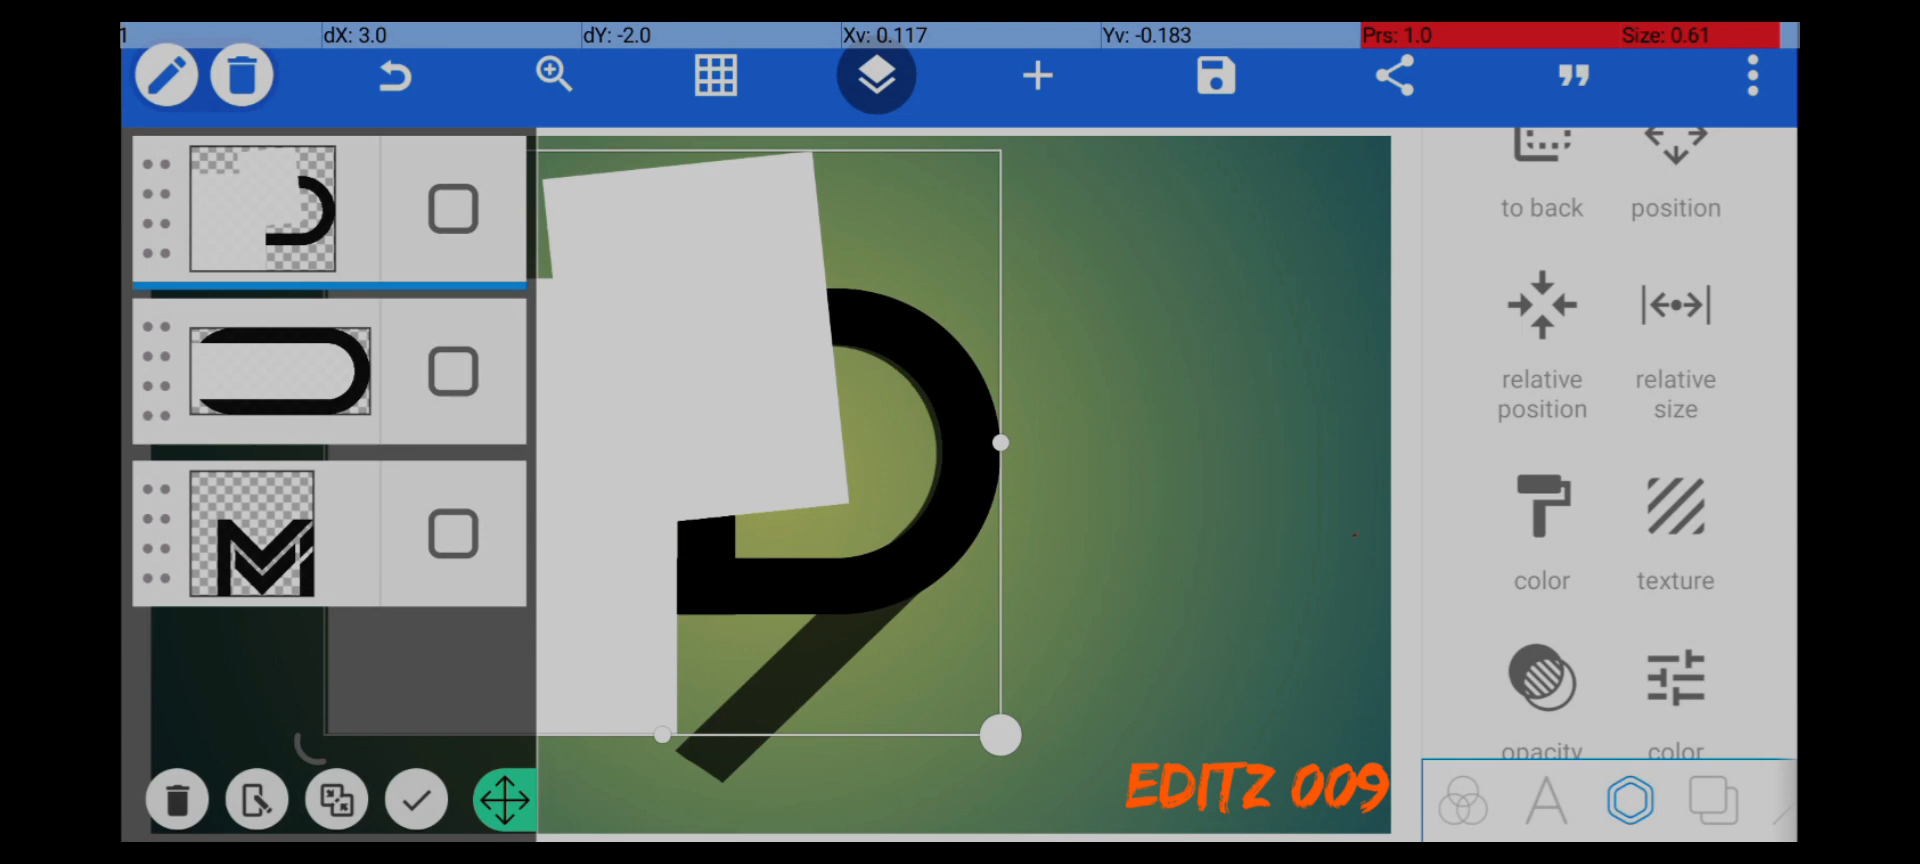 1 dX: 3.0 dY: -2.0 Xv: 0.117 Yv: -0.183 Prs: 1.0 Size: 0.61
to back position
relative position
relative size
color texture
opacity color
A
M
EDITZ 009